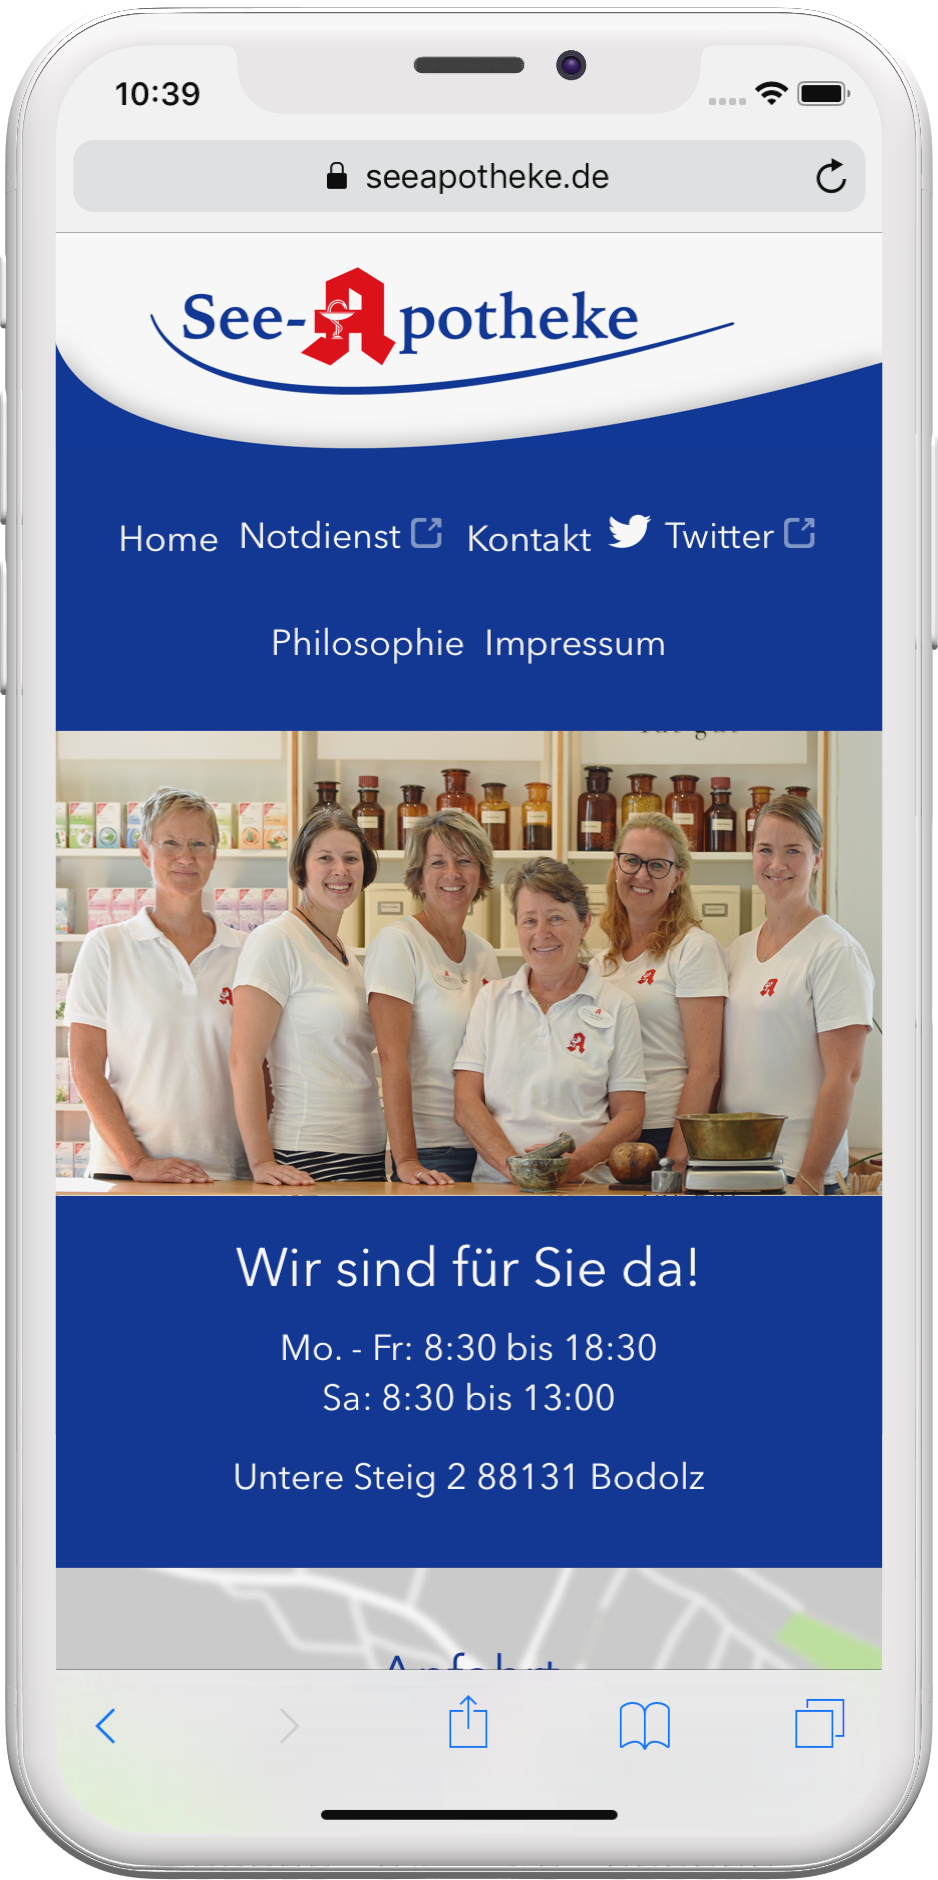 10:39
seeapotheke.de
See-Apotheke
Home Notdienst Kontakt Twitter
Philosophie Impressum
Wir sind für Sie da!
Mo. - Fr: 8:30 bis 18:30
Sa: 8:30 bis 13:00
Untere Steig 2 88131 Bodolz
Anfahrt